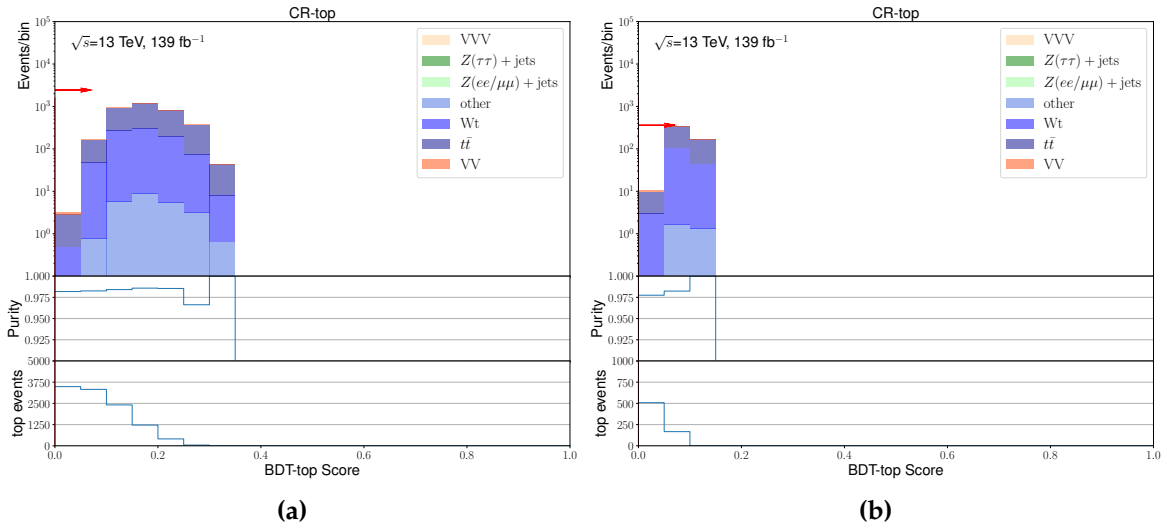 CR-top
√s=13 TeV, 139 fb⁻¹
VVV
Z(ττ) + jets
Z(ee/μμ) + jets
other
Wt
tt̄
VV
Events/bin
10⁵
10⁴
10³
10²
10¹
10⁰
Purity
1.000
0.975
0.950
0.925
top events
5000
3750
2500
1250
0
0.0 0.2 0.4 0.6 0.8 1.0
BDT-top Score
(a)
CR-top
√s=13 TeV, 139 fb⁻¹
VVV
Z(ττ) + jets
Z(ee/μμ) + jets
other
Wt
tt̄
VV
Events/bin
10⁵
10⁴
10³
10²
10¹
10⁰
Purity
1.000
0.975
0.950
0.925
top events
1000
750
500
250
0
0.0 0.2 0.4 0.6 0.8 1.0
BDT-top Score
(b)